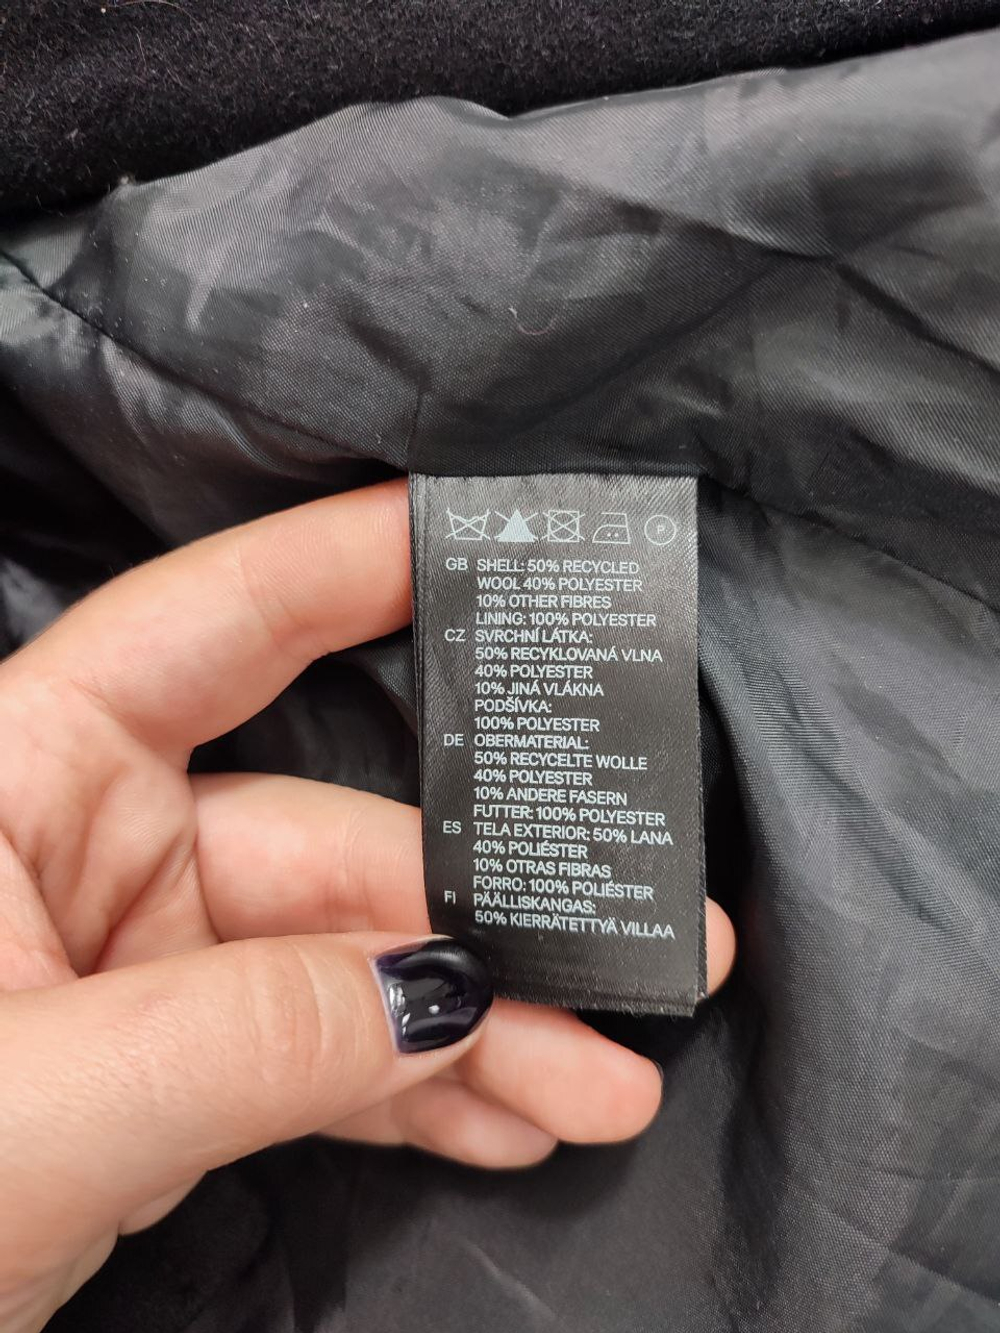 P
GB SHELL: 50% RECYCLED
WOOL 40% POLYESTER
10% OTHER FIBRES
LINING: 100% POLYESTER
CZ SVRCHNÍ LÁTKA:
50% RECYKLOVANÁ VLNA
40% POLYESTER
10% JINÁ VLÁKNA
PODŠÍVKA:
100% POLYESTER
DE OBERMATERIAL:
50% RECYCELTE WOLLE
40% POLYESTER
10% ANDERE FASERN
FUTTER: 100% POLYESTER
ES TELA EXTERIOR: 50% LANA
40% POLIÉSTER
10% OTRAS FIBRAS
FORRO: 100% POLIÉSTER
FI PÄÄLLISKANGAS:
50% KIERRÄTETTYÄ VILLAA